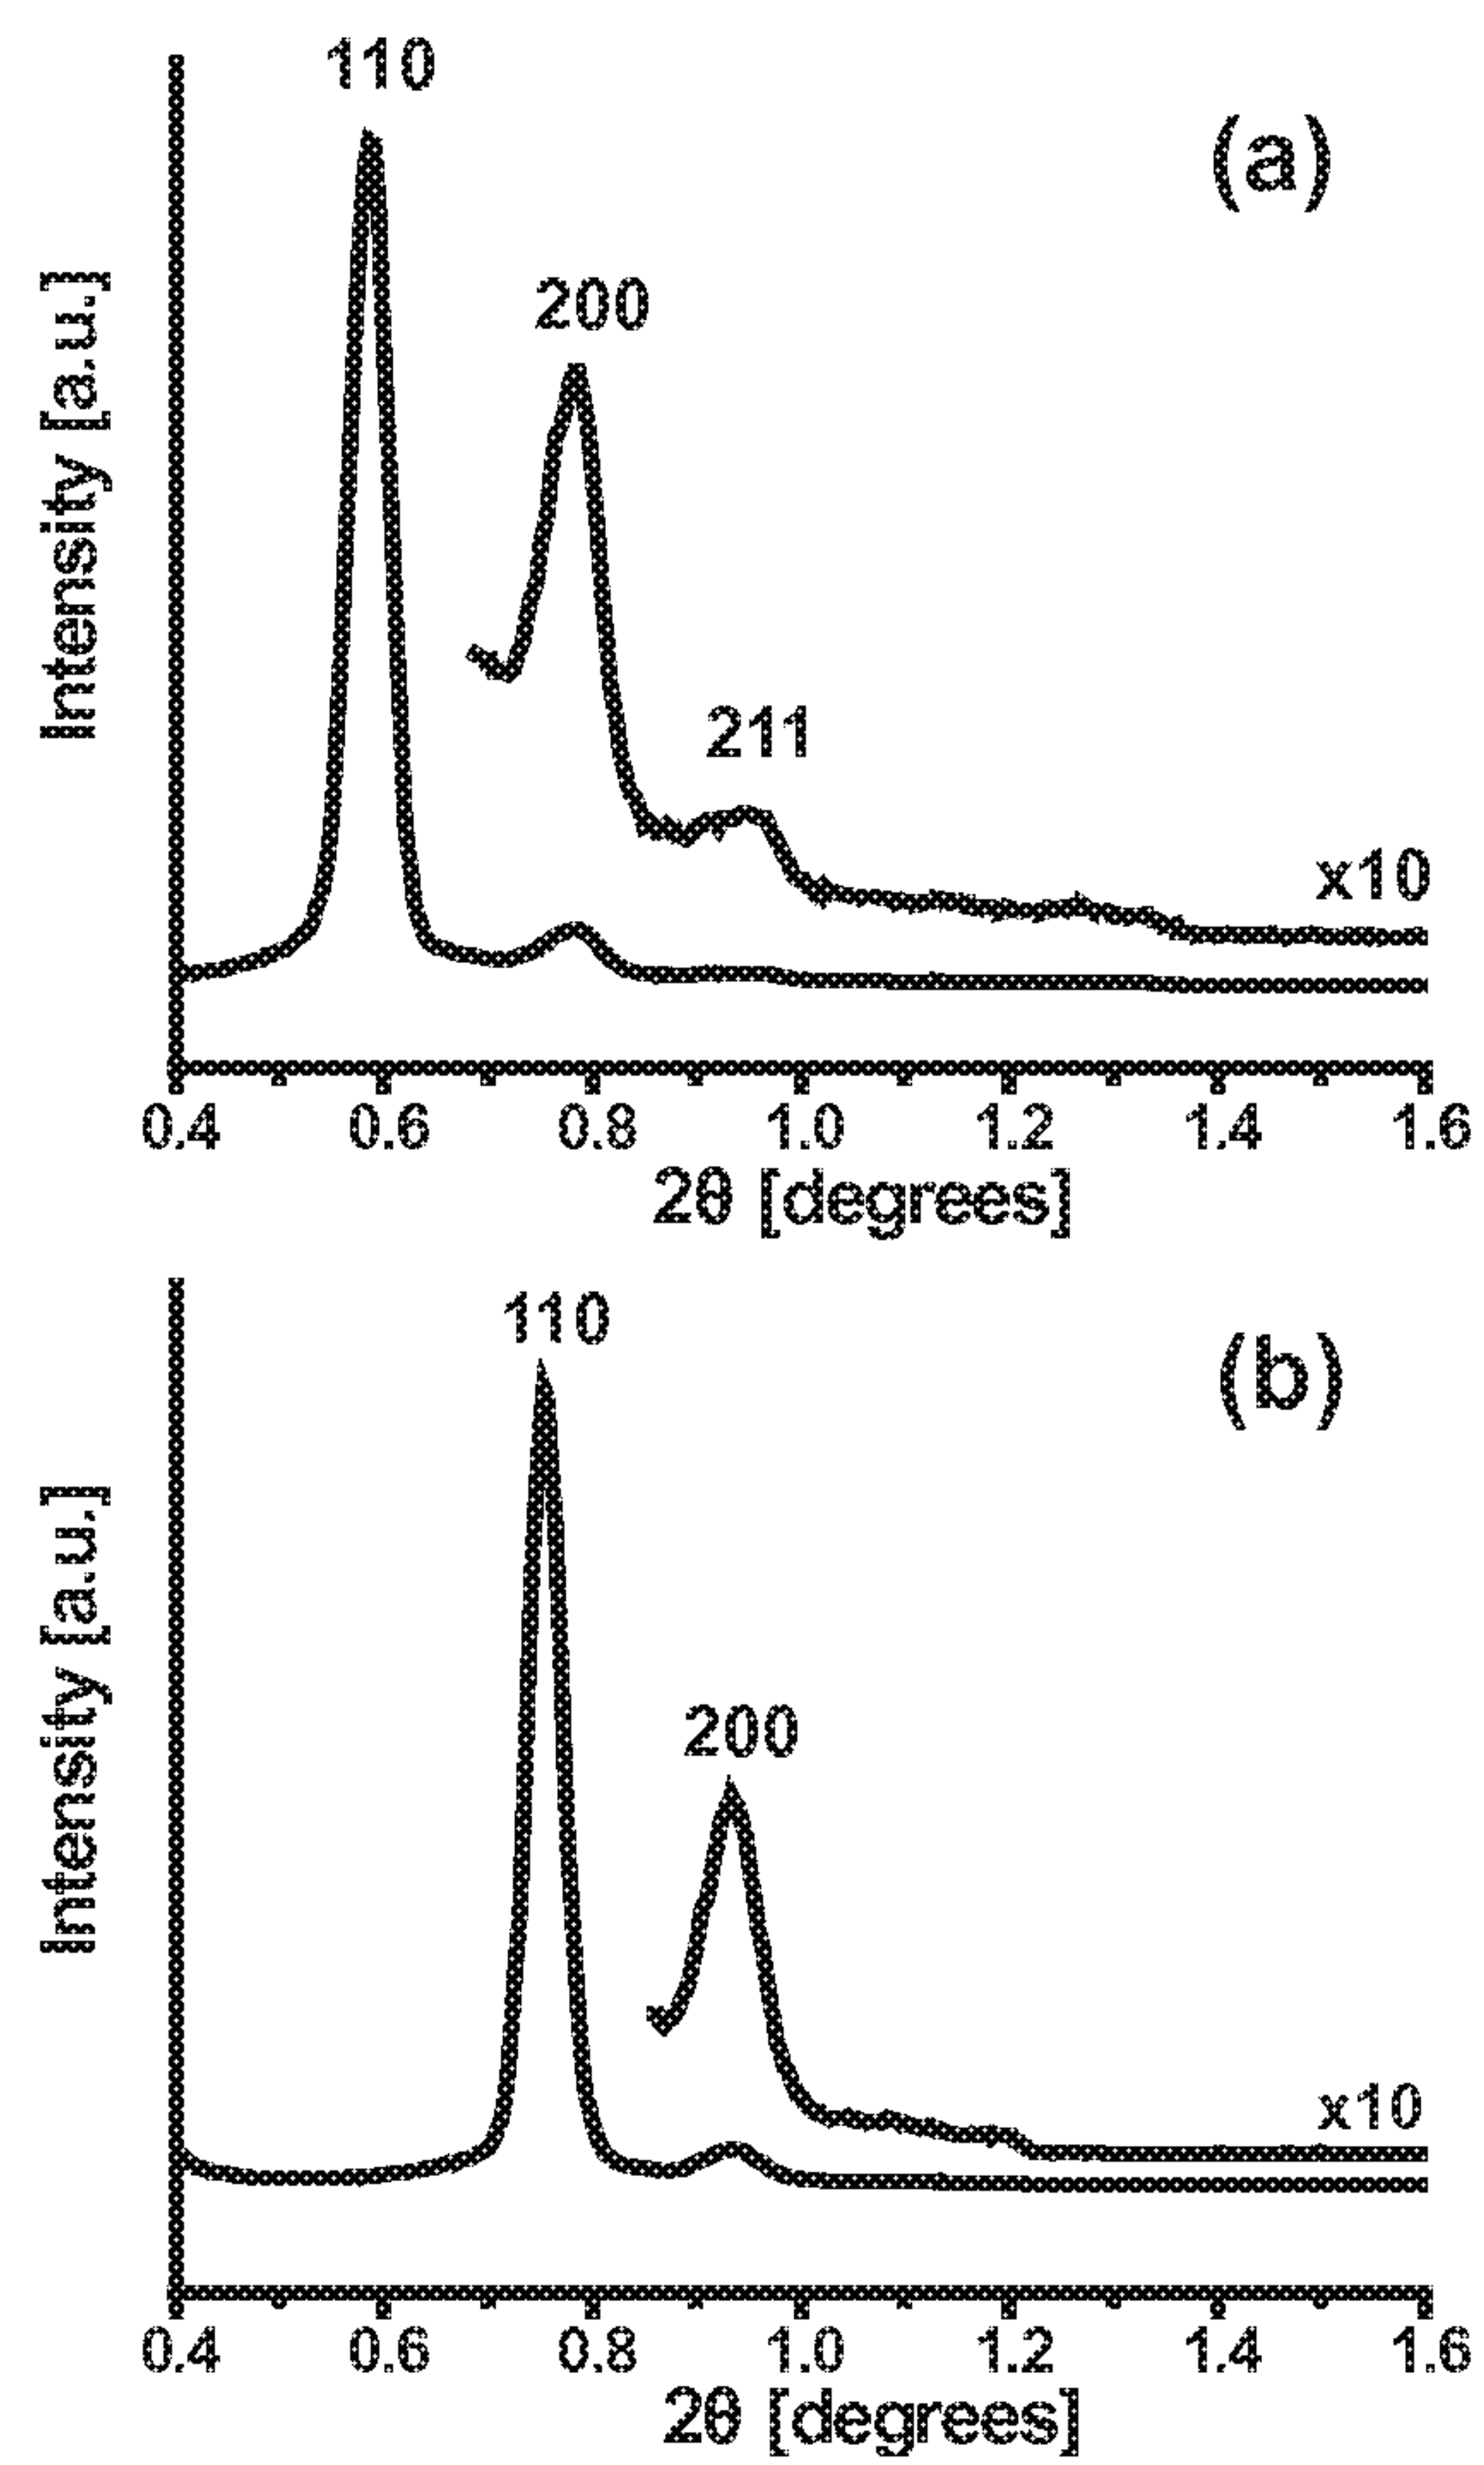 110
(a)
200
Intensity [a.u.]
211
x10
0.4 0.6 0.8 1.0 1.2 1.4 1.6
2θ [degrees]
110
(b)
Intensity [a.u.]
200
x10
0.4 0.6 0.8 1.0 1.2 1.4 1.6
2θ [degrees]